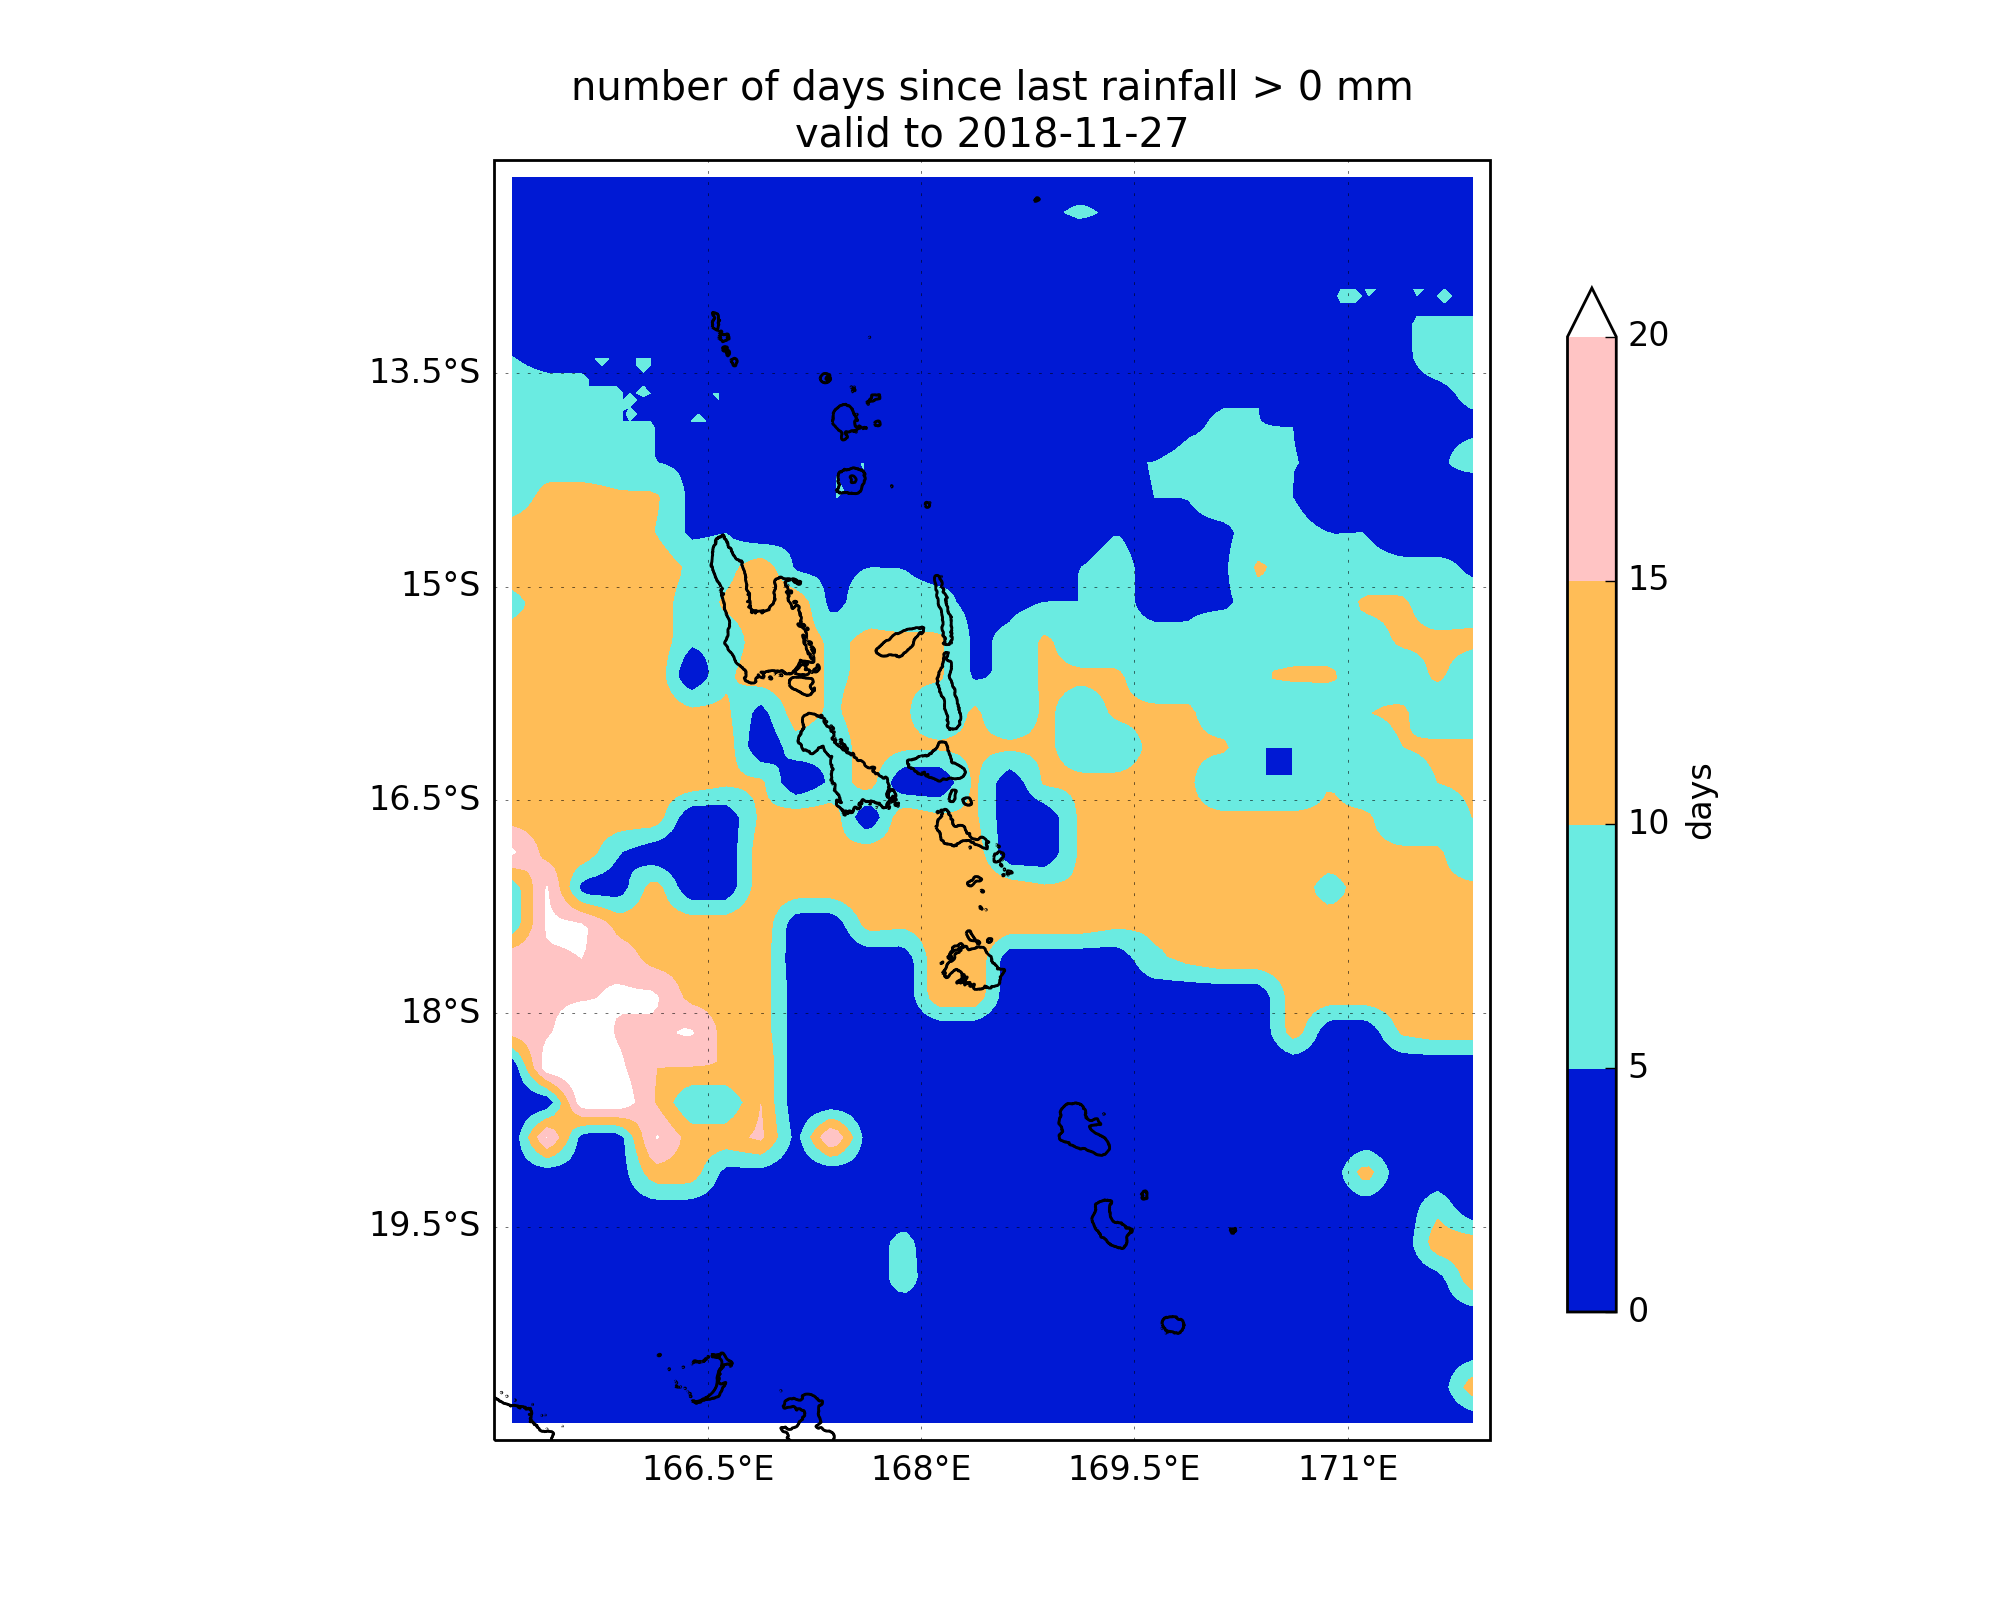 number of days since last rainfall > 0 mm
valid to 2018-11-27
13.5°S
15°S
16.5°S
18°S
19.5°S
166.5°E
168°E
169.5°E
171°E
20
15
10
5
0
days